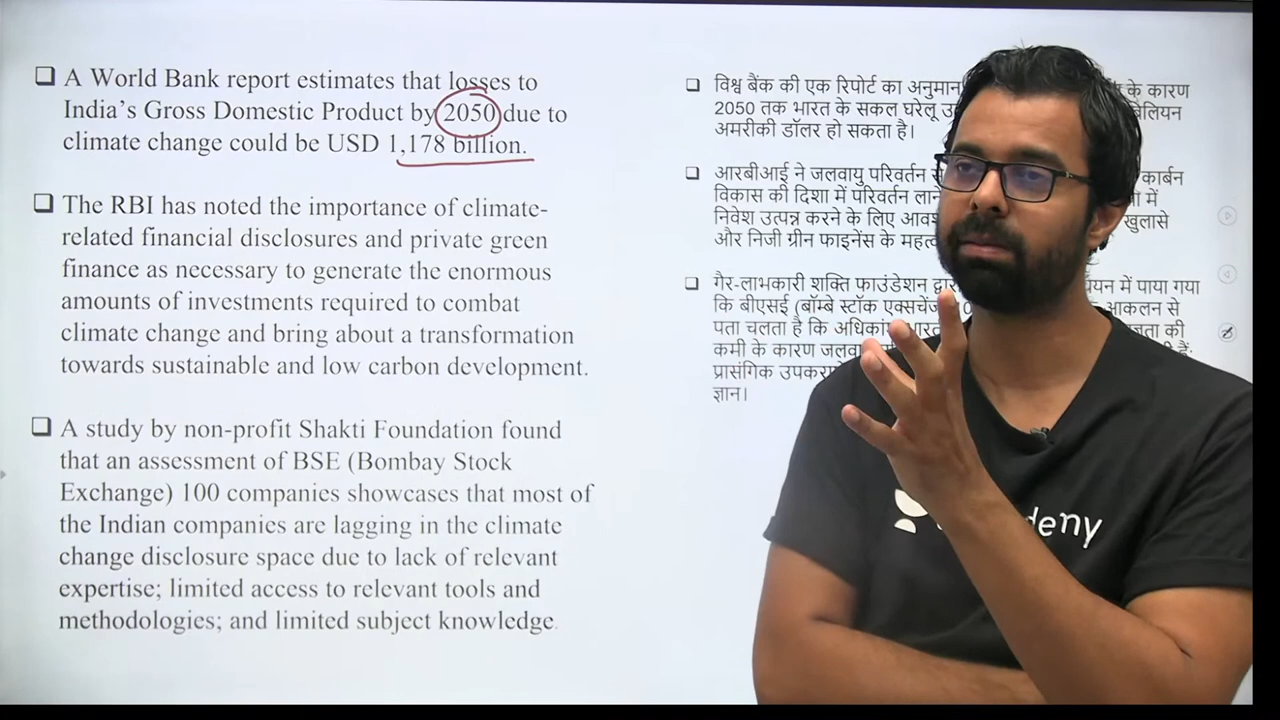 ❑ A World Bank report estimates that losses to
India’s Gross Domestic Product by 2050 due to
climate change could be USD 1,178 billion.
❑ The RBI has noted the importance of climate-
related financial disclosures and private green
finance as necessary to generate the enormous
amounts of investments required to combat
climate change and bring about a transformation
towards sustainable and low carbon development.
❑ A study by non-profit Shakti Foundation found
that an assessment of BSE (Bombay Stock
Exchange) 100 companies showcases that most of
the Indian companies are lagging in the climate
change disclosure space due to lack of relevant
expertise; limited access to relevant tools and
methodologies; and limited subject knowledge.
❑ विश्व बैंक की एक रिपोर्ट का अनुमान के कारण
2050 तक भारत के सकल घरेलू
अमरीकी डॉलर हो सकता है।
❑ आरबीआई ने जलवायु परिवर्तन कार्बन
विकास की दिशा में परिवर्तन लाने में
निवेश उत्पन्न करने के लिए खुलासे
और निजी ग्रीन फाइनेंस के
❑ गैर-लाभकारी शक्ति फाउंडेशन द्वारा में पाया गया
कि बीएसई (बॉम्बे स्टॉक आकलन से
पता चलता है कि अधिकांश की
कमी के कारण
प्रासंगिक
ज्ञान।